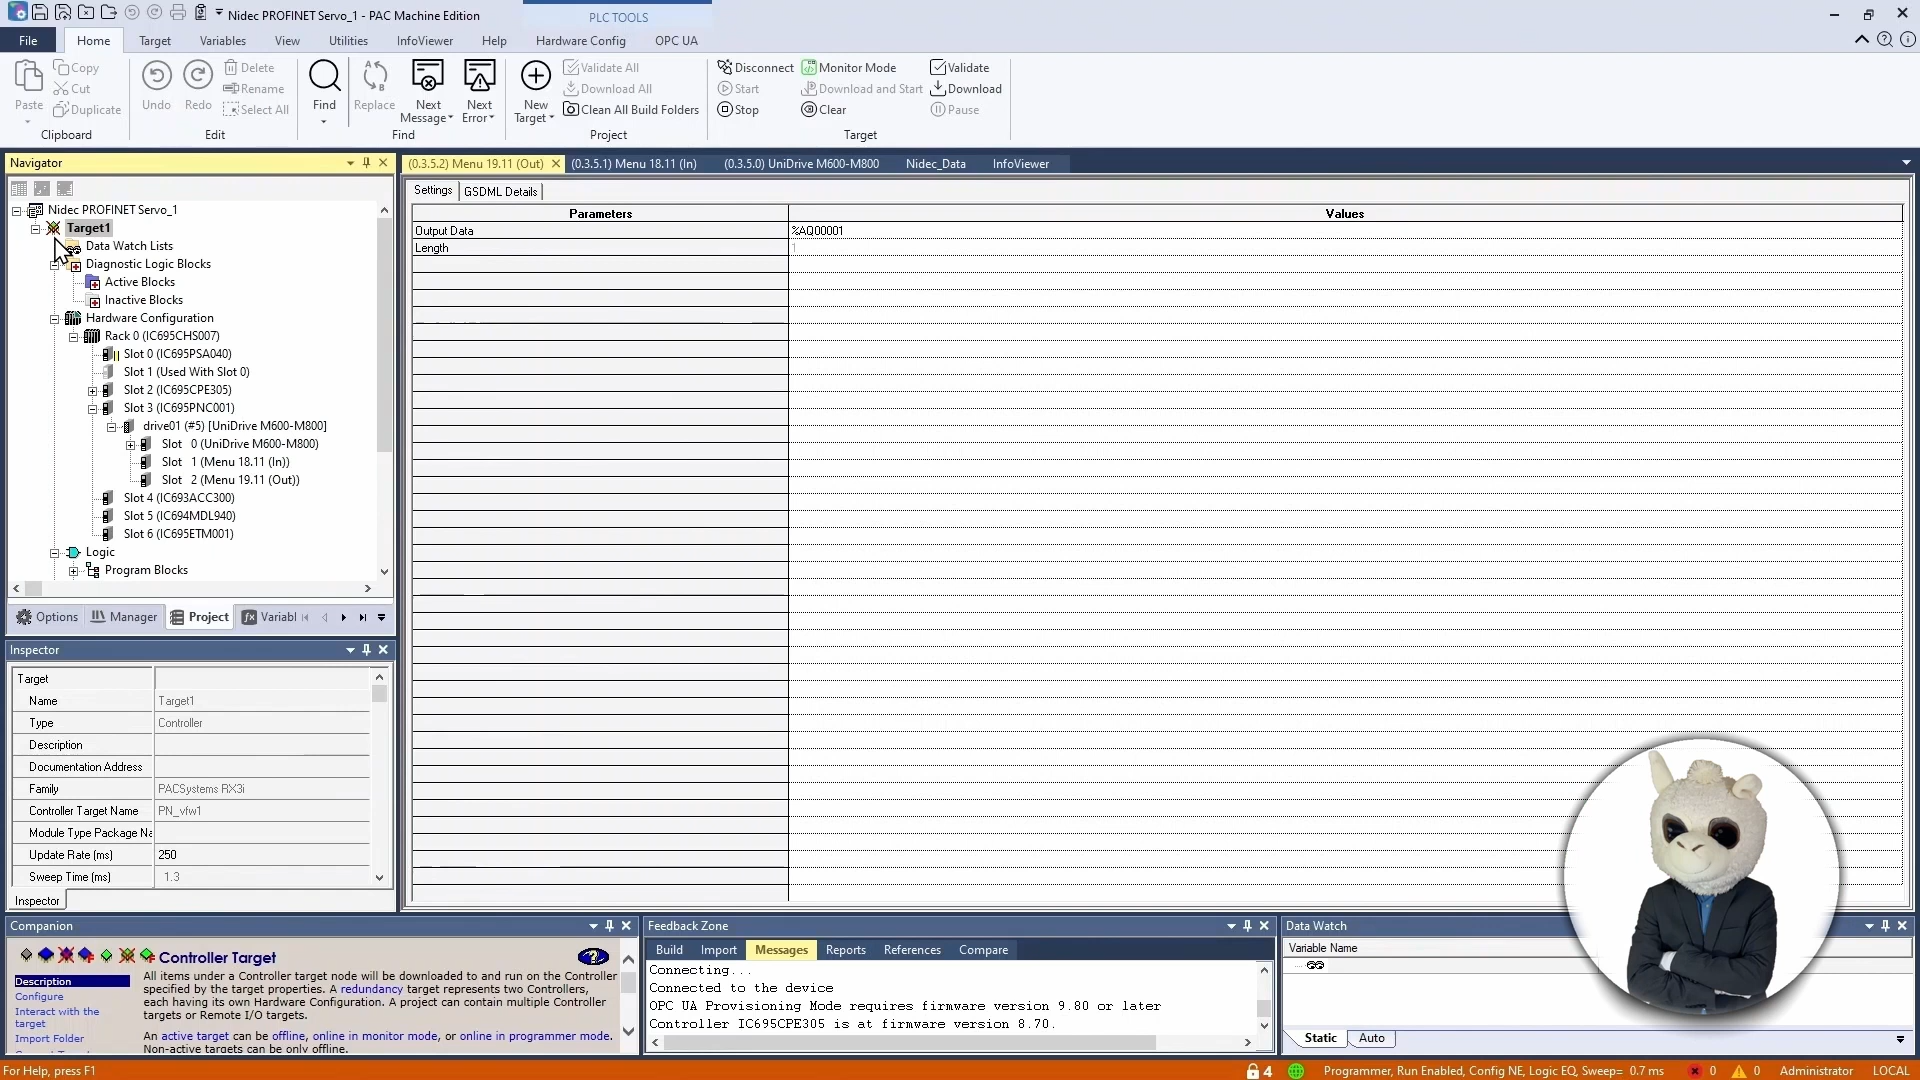 Nidec PROFINET Servo_1 - PAC Machine Edition
PLC TOOLS
File Home Target Variables View Utilities InfoViewer Help Hardware Config OPC UA
Paste
Copy
Cut
Duplicate
Clipboard
Undo
Redo
Delete
Rename
Select All
Edit
Find
Replace
Next Message
Next Error
Find
New Target
Validate All
Download All
Clean All Build Folders
Project
Disconnect
Start
Stop
Monitor Mode
Download and Start
Clear
Validate
Download
Pause
Target
Navigator
Nidec PROFINET Servo_1
Target1
Data Watch Lists
Diagnostic Logic Blocks
Active Blocks
Inactive Blocks
Hardware Configuration
Rack 0 (IC695CHS007)
Slot 0 (IC695PSA040)
Slot 1 (Used With Slot 0)
Slot 2 (IC695CPE305)
Slot 3 (IC695PNC001)
drive01 (#5) [UniDrive M600-M800]
Slot 0 (UniDrive M600-M800)
Slot 1 (Menu 18.11 (In))
Slot 2 (Menu 19.11 (Out))
Slot 4 (IC693ACC300)
Slot 5 (IC694MDL940)
Slot 6 (IC695ETM001)
Logic
Program Blocks
Options Manager Project Variabl
(0.3.5.2) Menu 19.11 (Out) (0.3.5.1) Menu 18.11 (In) (0.3.5.0) UniDrive M600-M800 Nidec_Data InfoViewer
Settings GSDML Details
Parameters Values
Output Data %AQ00001
Length 1
Inspector
Target
Name Target1
Type Controller
Description
Documentation Address
Family PACSystems RX3i
Controller Target Name PN_vfw1
Module Type Package Na
Update Rate (ms) 250
Sweep Time (ms) 1.3
Inspector
Companion
Controller Target
Description
Configure
Interact with the target
Import Folder
All items under a Controller target node will be downloaded to and run on the Controller
specified by the target properties. A redundancy target represents two Controllers,
each having its own Hardware Configuration. A project can contain multiple Controller
targets or Remote I/O targets.
An active target can be offline, online in monitor mode, or online in programmer mode.
Non-active targets can be only offline.
Feedback Zone
Build Import Messages Reports References Compare
Connecting...
Connected to the device
OPC UA Provisioning Mode requires firmware version 9.80 or later
Controller IC695CPE305 is at firmware version 8.70.
Data Watch
Variable Name
Static Auto
For Help, press F1
4 Programmer, Run Enabled, Config NE, Logic EQ, Sweep= 0.7 ms 0 0 Administrator LOCAL